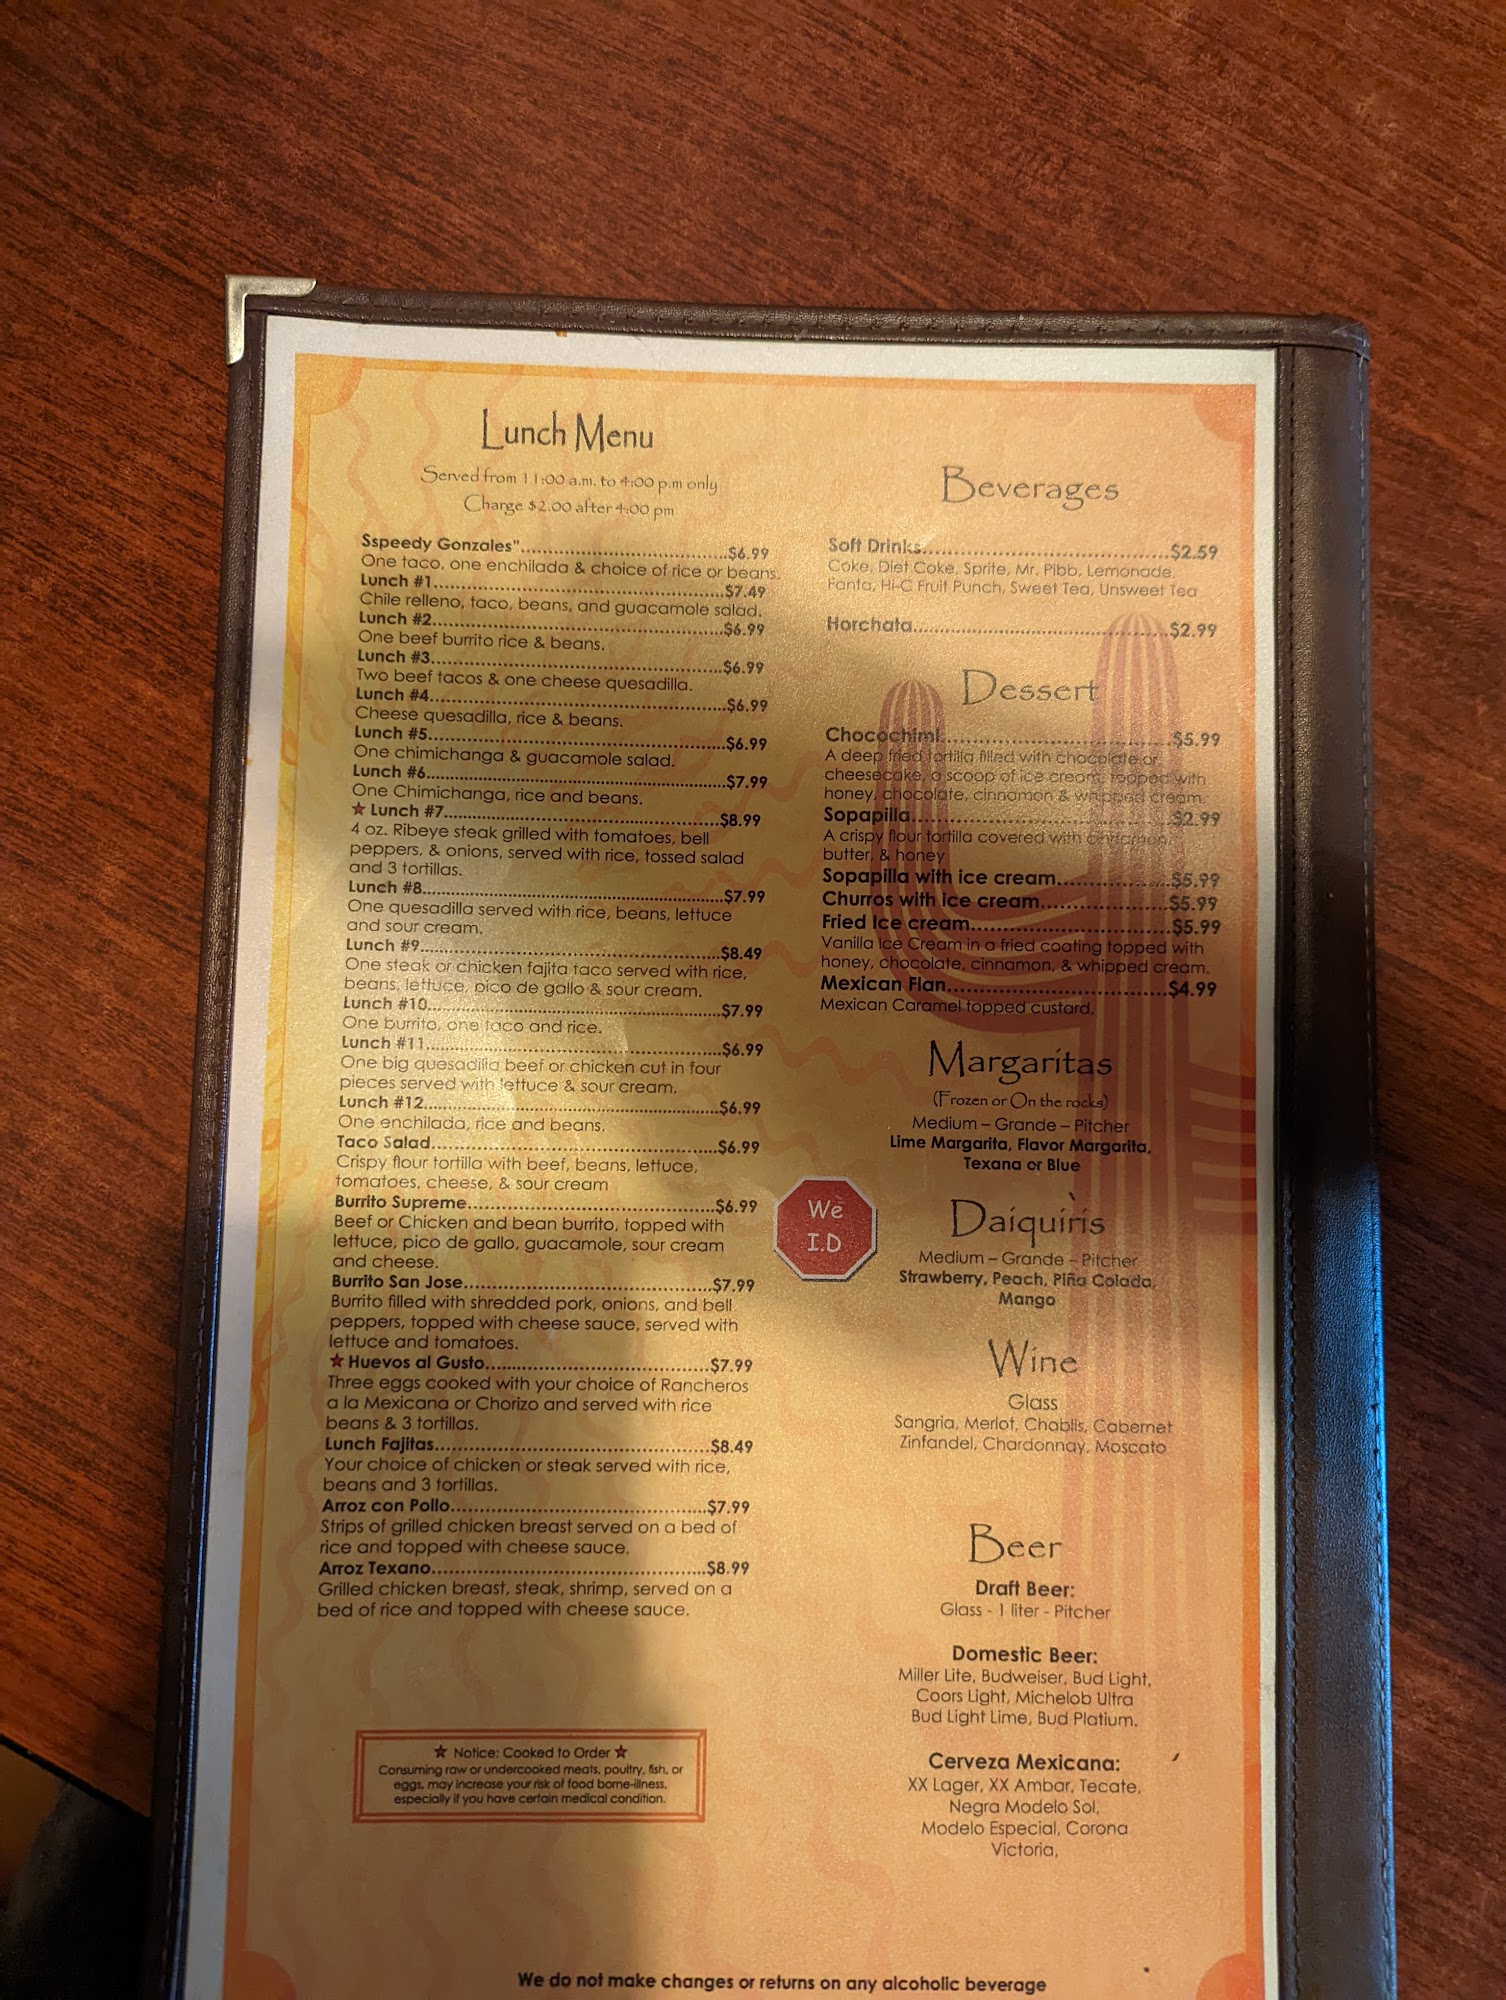 Lunch Menu
Served from 11:00 a.m. to 4:00 p.m only
Charge $2.00 after 4:00 pm
Sspeedy Gonzales"...$6.99
One taco, one enchilada & choice of rice or beans.
Lunch #1...$7.49
Chile relleno, taco, beans, and guacamole salad.
Lunch #2...$6.99
One beef burrito rice & beans.
Lunch #3...$6.99
Two beef tacos & one cheese quesadilla.
Lunch #4...$6.99
Cheese quesadilla, rice & beans.
Lunch #5...$6.99
One chimichanga & guacamole salad.
Lunch #6...$7.99
One Chimichanga, rice and beans.
★ Lunch #7...$8.99
4 oz. Ribeye steak grilled with tomatoes, bell
peppers, & onions, served with rice, tossed salad
and 3 tortillas.
Lunch #8...$7.99
One quesadilla served with rice, beans, lettuce
and sour cream.
Lunch #9...$8.49
One steak or chicken fajita taco served with rice,
beans, lettuce, pico de gallo & sour cream.
Lunch #10...$7.99
One burrito, one taco and rice.
Lunch #11...$6.99
One big quesadilla beef or chicken cut in four
pieces served with lettuce & sour cream.
Lunch #12...$6.99
One enchilada, rice and beans.
Taco Salad...$6.99
Crispy flour tortilla with beef, beans, lettuce,
tomatoes, cheese, & sour cream
Burrito Supreme...$6.99
Beef or Chicken and bean burrito, topped with
lettuce, pico de gallo, guacamole, sour cream
and cheese.
Burrito San Jose...$7.99
Burrito filled with shredded pork, onions, and bell
peppers, topped with cheese sauce, served with
lettuce and tomatoes.
★ Huevos al Gusto...$7.99
Three eggs cooked with your choice of Rancheros
a la Mexicana or Chorizo and served with rice
beans & 3 tortillas.
Lunch Fajitas...$8.49
Your choice of chicken or steak served with rice,
beans and 3 tortillas.
Arroz con Pollo...$7.99
Strips of grilled chicken breast served on a bed of
rice and topped with cheese sauce.
Arroz Texano...$8.99
Grilled chicken breast, steak, shrimp, served on a
bed of rice and topped with cheese sauce.
★ Notice: Cooked to Order ★
Consuming raw or undercooked meats, poultry, fish, or
eggs, may increase your risk of food borne-illness,
especially if you have certain medical condition.
Beverages
Soft Drinks...$2.59
Coke, Diet Coke, Sprite, Mr. Pibb, Lemonade,
Fanta, Hi-C Fruit Punch, Sweet Tea, Unsweet Tea
Horchata...$2.99
Dessert
Chocochimi...$5.99
A deep fried tortilla filled with chocolate or
cheesecake, a scoop of ice cream, topped with
honey, chocolate, cinnamon & whipped cream.
Sopapilla...$2.99
A crispy flour tortilla covered with cinnamon,
butter, & honey
Sopapilla with ice cream...$5.99
Churros with ice cream...$5.99
Fried Ice cream...$5.99
Vanilla Ice Cream in a fried coating topped with
honey, chocolate, cinnamon, & whipped cream.
Mexican Flan...$4.99
Mexican Caramel topped custard.
Margaritas
(Frozen or On the rocks)
Medium – Grande – Pitcher
Lime Margarita, Flavor Margarita,
Texana or Blue
We
I.D
Daiquiris
Medium – Grande – Pitcher
Strawberry, Peach, Piña Colada,
Mango
Wine
Glass
Sangria, Merlot, Chablis, Cabernet
Zinfandel, Chardonnay, Moscato
Beer
Draft Beer:
Glass - 1 liter - Pitcher
Domestic Beer:
Miller Lite, Budweiser, Bud Light,
Coors Light, Michelob Ultra
Bud Light Lime, Bud Platium.
Cerveza Mexicana:
XX Lager, XX Ambar, Tecate,
Negra Modelo Sol,
Modelo Especial, Corona
Victoria,
We do not make changes or returns on any alcoholic beverage